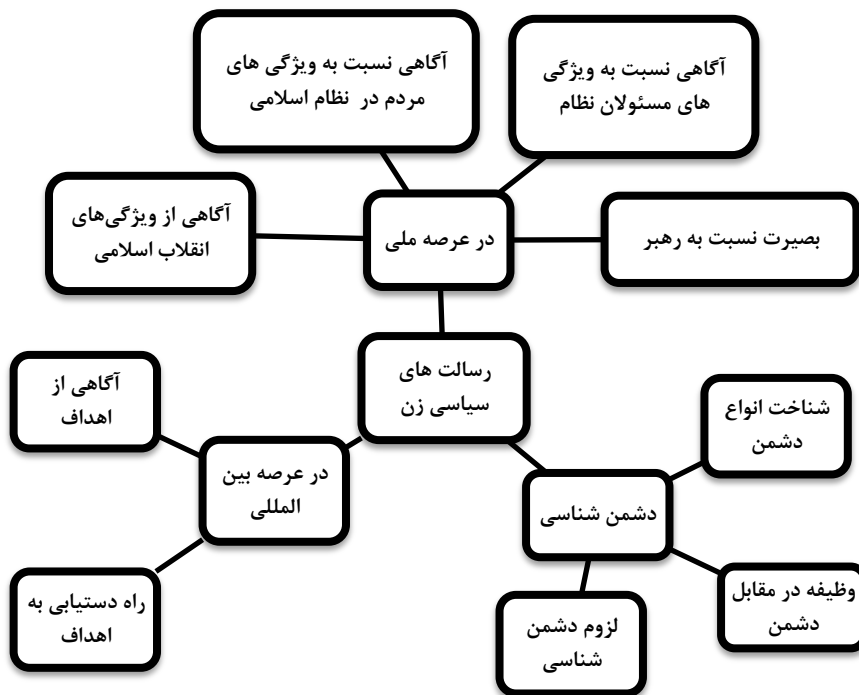 آگاهی نسبت به ویژگی
های مسئولان نظام
آگاهی نسبت به ویژگی های
مردم در نظام اسلامی
بصیرت نسبت به رهبر
در عرصه ملی
آگاهی از ویژگی‌های
انقلاب اسلامی
رسالت های
سیاسی زن
شناخت انواع
دشمن
دشمن شناسی
وظیفه در مقابل
دشمن
لزوم دشمن
شناسی
در عرصه بین
المللی
آگاهی از
اهداف
راه دستیابی به
اهداف